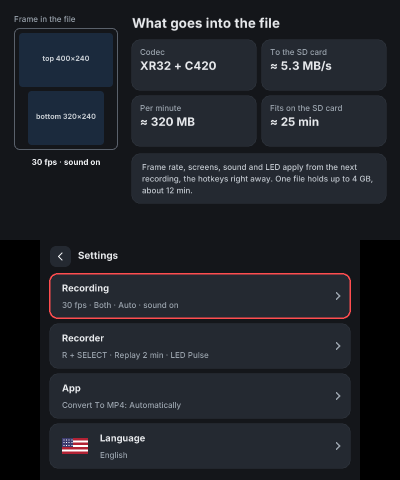 Frame in the file
top 400×240
bottom 320×240
30 fps · sound on
What goes into the file
Codec
XR32 + C420
To the SD card
≈ 5.3 MB/s
Per minute
≈ 320 MB
Fits on the SD card
≈ 25 min
Frame rate, screens, sound and LED apply from the next
recording, the hotkeys right away. One file holds up to 4 GB,
about 12 min.
Settings
Recording
30 fps · Both · Auto · sound on
Recorder
R + SELECT · Replay 2 min · LED Pulse
App
Convert To MP4: Automatically
Language
English